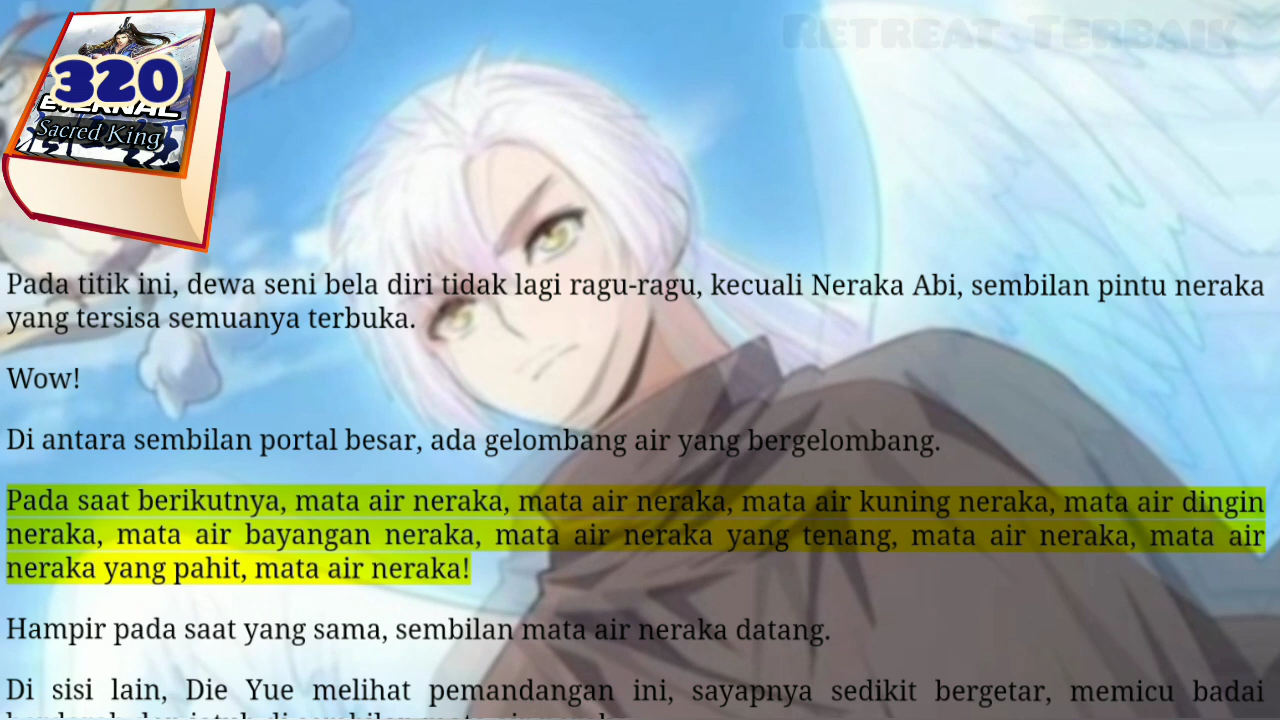 RETREAT TERBAIK
320
ETERNAL
Sacred King
Pada titik ini, dewa seni bela diri tidak lagi ragu-ragu, kecuali Neraka Abi, sembilan pintu neraka
yang tersisa semuanya terbuka.
Wow!
Di antara sembilan portal besar, ada gelombang air yang bergelombang.
Pada saat berikutnya, mata air neraka, mata air neraka, mata air kuning neraka, mata air dingin
neraka, mata air bayangan neraka, mata air neraka yang tenang, mata air neraka, mata air
neraka yang pahit, mata air neraka!
Hampir pada saat yang sama, sembilan mata air neraka datang.
Di sisi lain, Die Yue melihat pemandangan ini, sayapnya sedikit bergetar, memicu badai